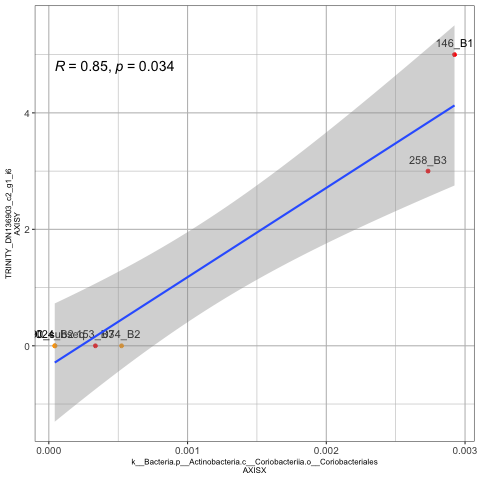 146_B1
R = 0.85, p = 0.034
258_B3
4
2
0
TRINITY_DN136903_c2_g1_i6
AXISY
0.000
0.001
0.002
0.003
k__Bacteria.p__Actinobacteria.c__Coriobacteriia.o__Coriobacteriales
AXISX